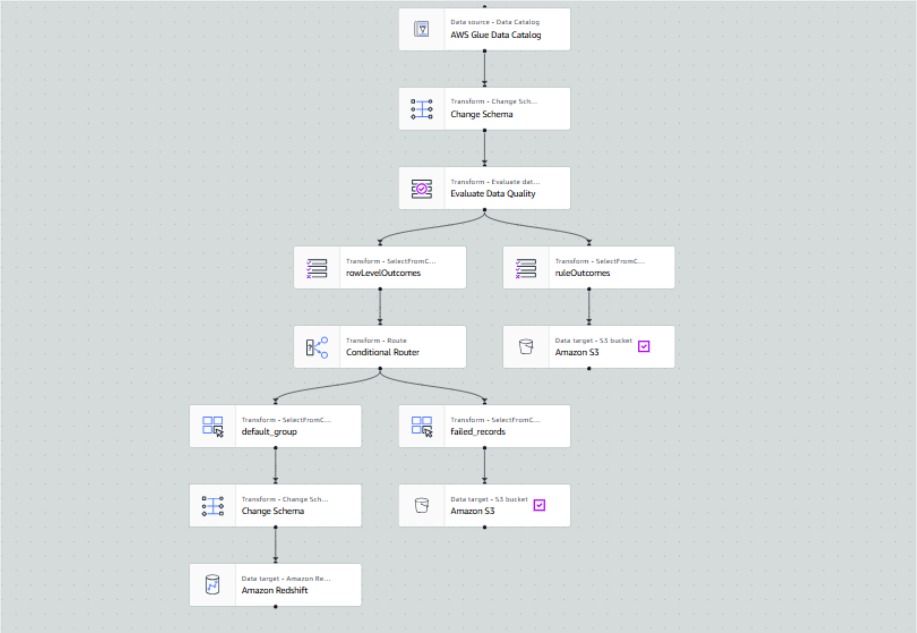 Data source - Data Catalog
AWS Glue Data Catalog
Transform - Change Sch...
Change Schema
Transform - Evaluate dat...
Evaluate Data Quality
Transform - SelectFromC...
rowLevelOutcomes
Transform - SelectFromC...
ruleOutcomes
Transform - Route
Conditional Router
Data target - S3 bucket
Amazon S3
Transform - SelectFromC...
default_group
Transform - SelectFromC...
failed_records
Transform - Change Sch...
Change Schema
Data target - S3 bucket
Amazon S3
Data target - Amazon Re...
Amazon Redshift